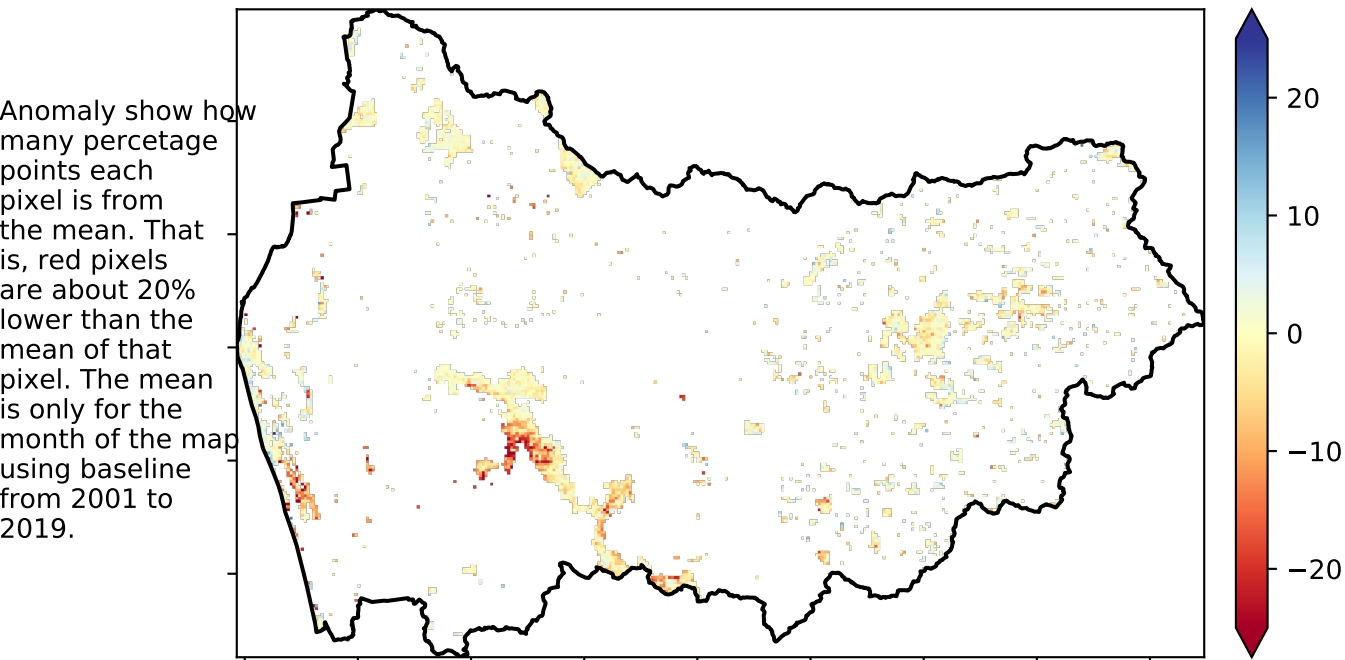 Anomaly show how
many percetage
points each
pixel is from
the mean. That
is, red pixels
are about 20%
lower than the
mean of that
pixel. The mean
is only for the
month of the map
using baseline
from 2001 to
2019.
20
10
0
−10
−20